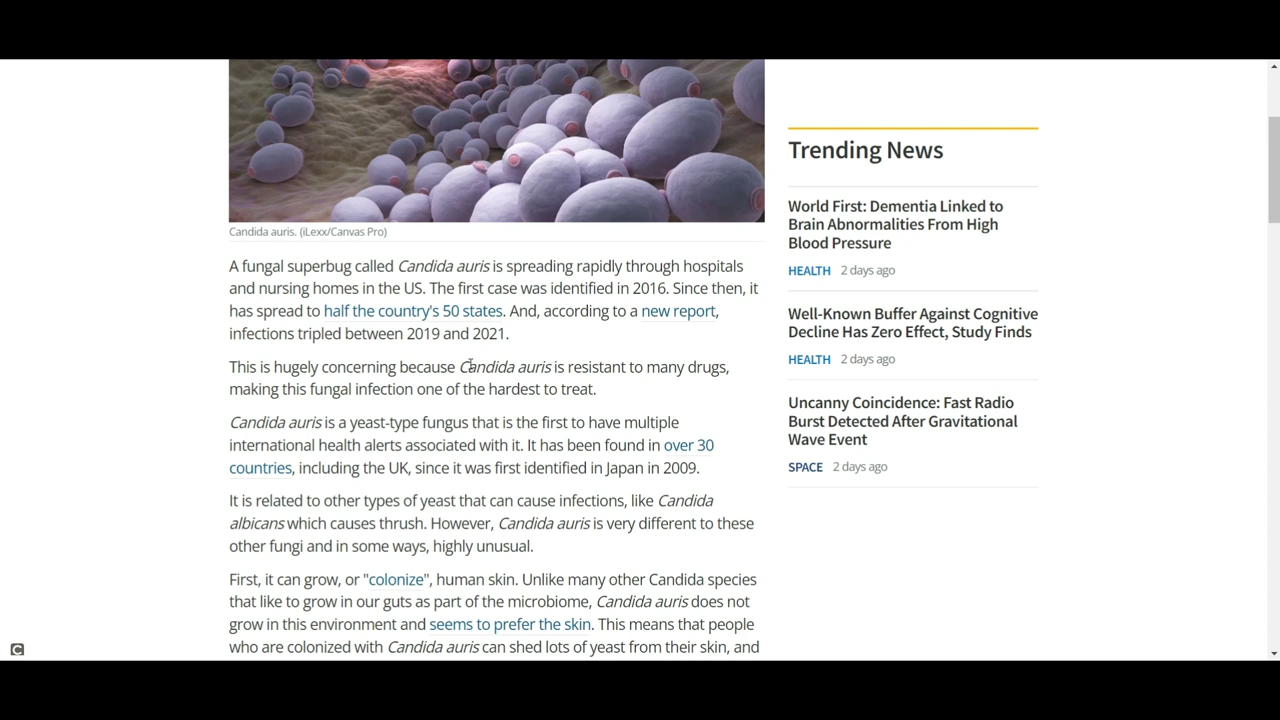 Candida auris. (iLexx/Canvas Pro)
A fungal superbug called Candida auris is spreading rapidly through hospitals
and nursing homes in the US. The first case was identified in 2016. Since then, it
has spread to half the country's 50 states. And, according to a new report,
infections tripled between 2019 and 2021.
This is hugely concerning because Candida auris is resistant to many drugs,
making this fungal infection one of the hardest to treat.
Candida auris is a yeast-type fungus that is the first to have multiple
international health alerts associated with it. It has been found in over 30
countries, including the UK, since it was first identified in Japan in 2009.
It is related to other types of yeast that can cause infections, like Candida
albicans which causes thrush. However, Candida auris is very different to these
other fungi and in some ways, highly unusual.
First, it can grow, or "colonize", human skin. Unlike many other Candida species
that like to grow in our guts as part of the microbiome, Candida auris does not
grow in this environment and seems to prefer the skin. This means that people
who are colonized with Candida auris can shed lots of yeast from their skin, and
Trending News
World First: Dementia Linked to
Brain Abnormalities From High
Blood Pressure
HEALTH 2 days ago
Well-Known Buffer Against Cognitive
Decline Has Zero Effect, Study Finds
HEALTH 2 days ago
Uncanny Coincidence: Fast Radio
Burst Detected After Gravitational
Wave Event
SPACE 2 days ago
C